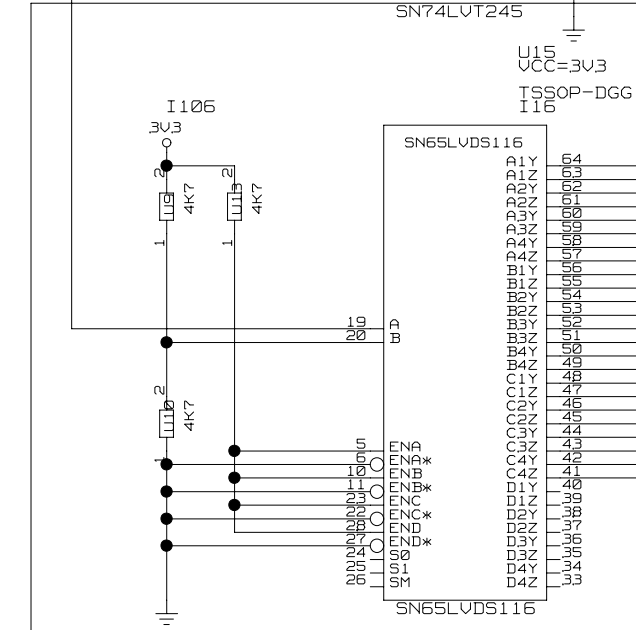 SN74LVT245
U15
VCC=3V3
TSSOP-DGG
I16
I106
3V3
SN65LVDS116
2
U9
4K7
1
2
U13
4K7
1
2
U10
4K7
1
19 A
20 B
5 ENA
6 ENA*
10 ENB
11 ENB*
23 ENC
22 ENC*
28 END
27 END*
24 S0
25 S1
26 SM
A1Y 64
A1Z 63
A2Y 62
A2Z 61
A3Y 60
A3Z 59
A4Y 58
A4Z 57
B1Y 56
B1Z 55
B2Y 54
B2Z 53
B3Y 52
B3Z 51
B4Y 50
B4Z 49
C1Y 48
C1Z 47
C2Y 46
C2Z 45
C3Y 44
C3Z 43
C4Y 42
C4Z 41
D1Y 40
D1Z 39
D2Y 38
D2Z 37
D3Y 36
D3Z 35
D4Y 34
D4Z 33
SN65LVDS116